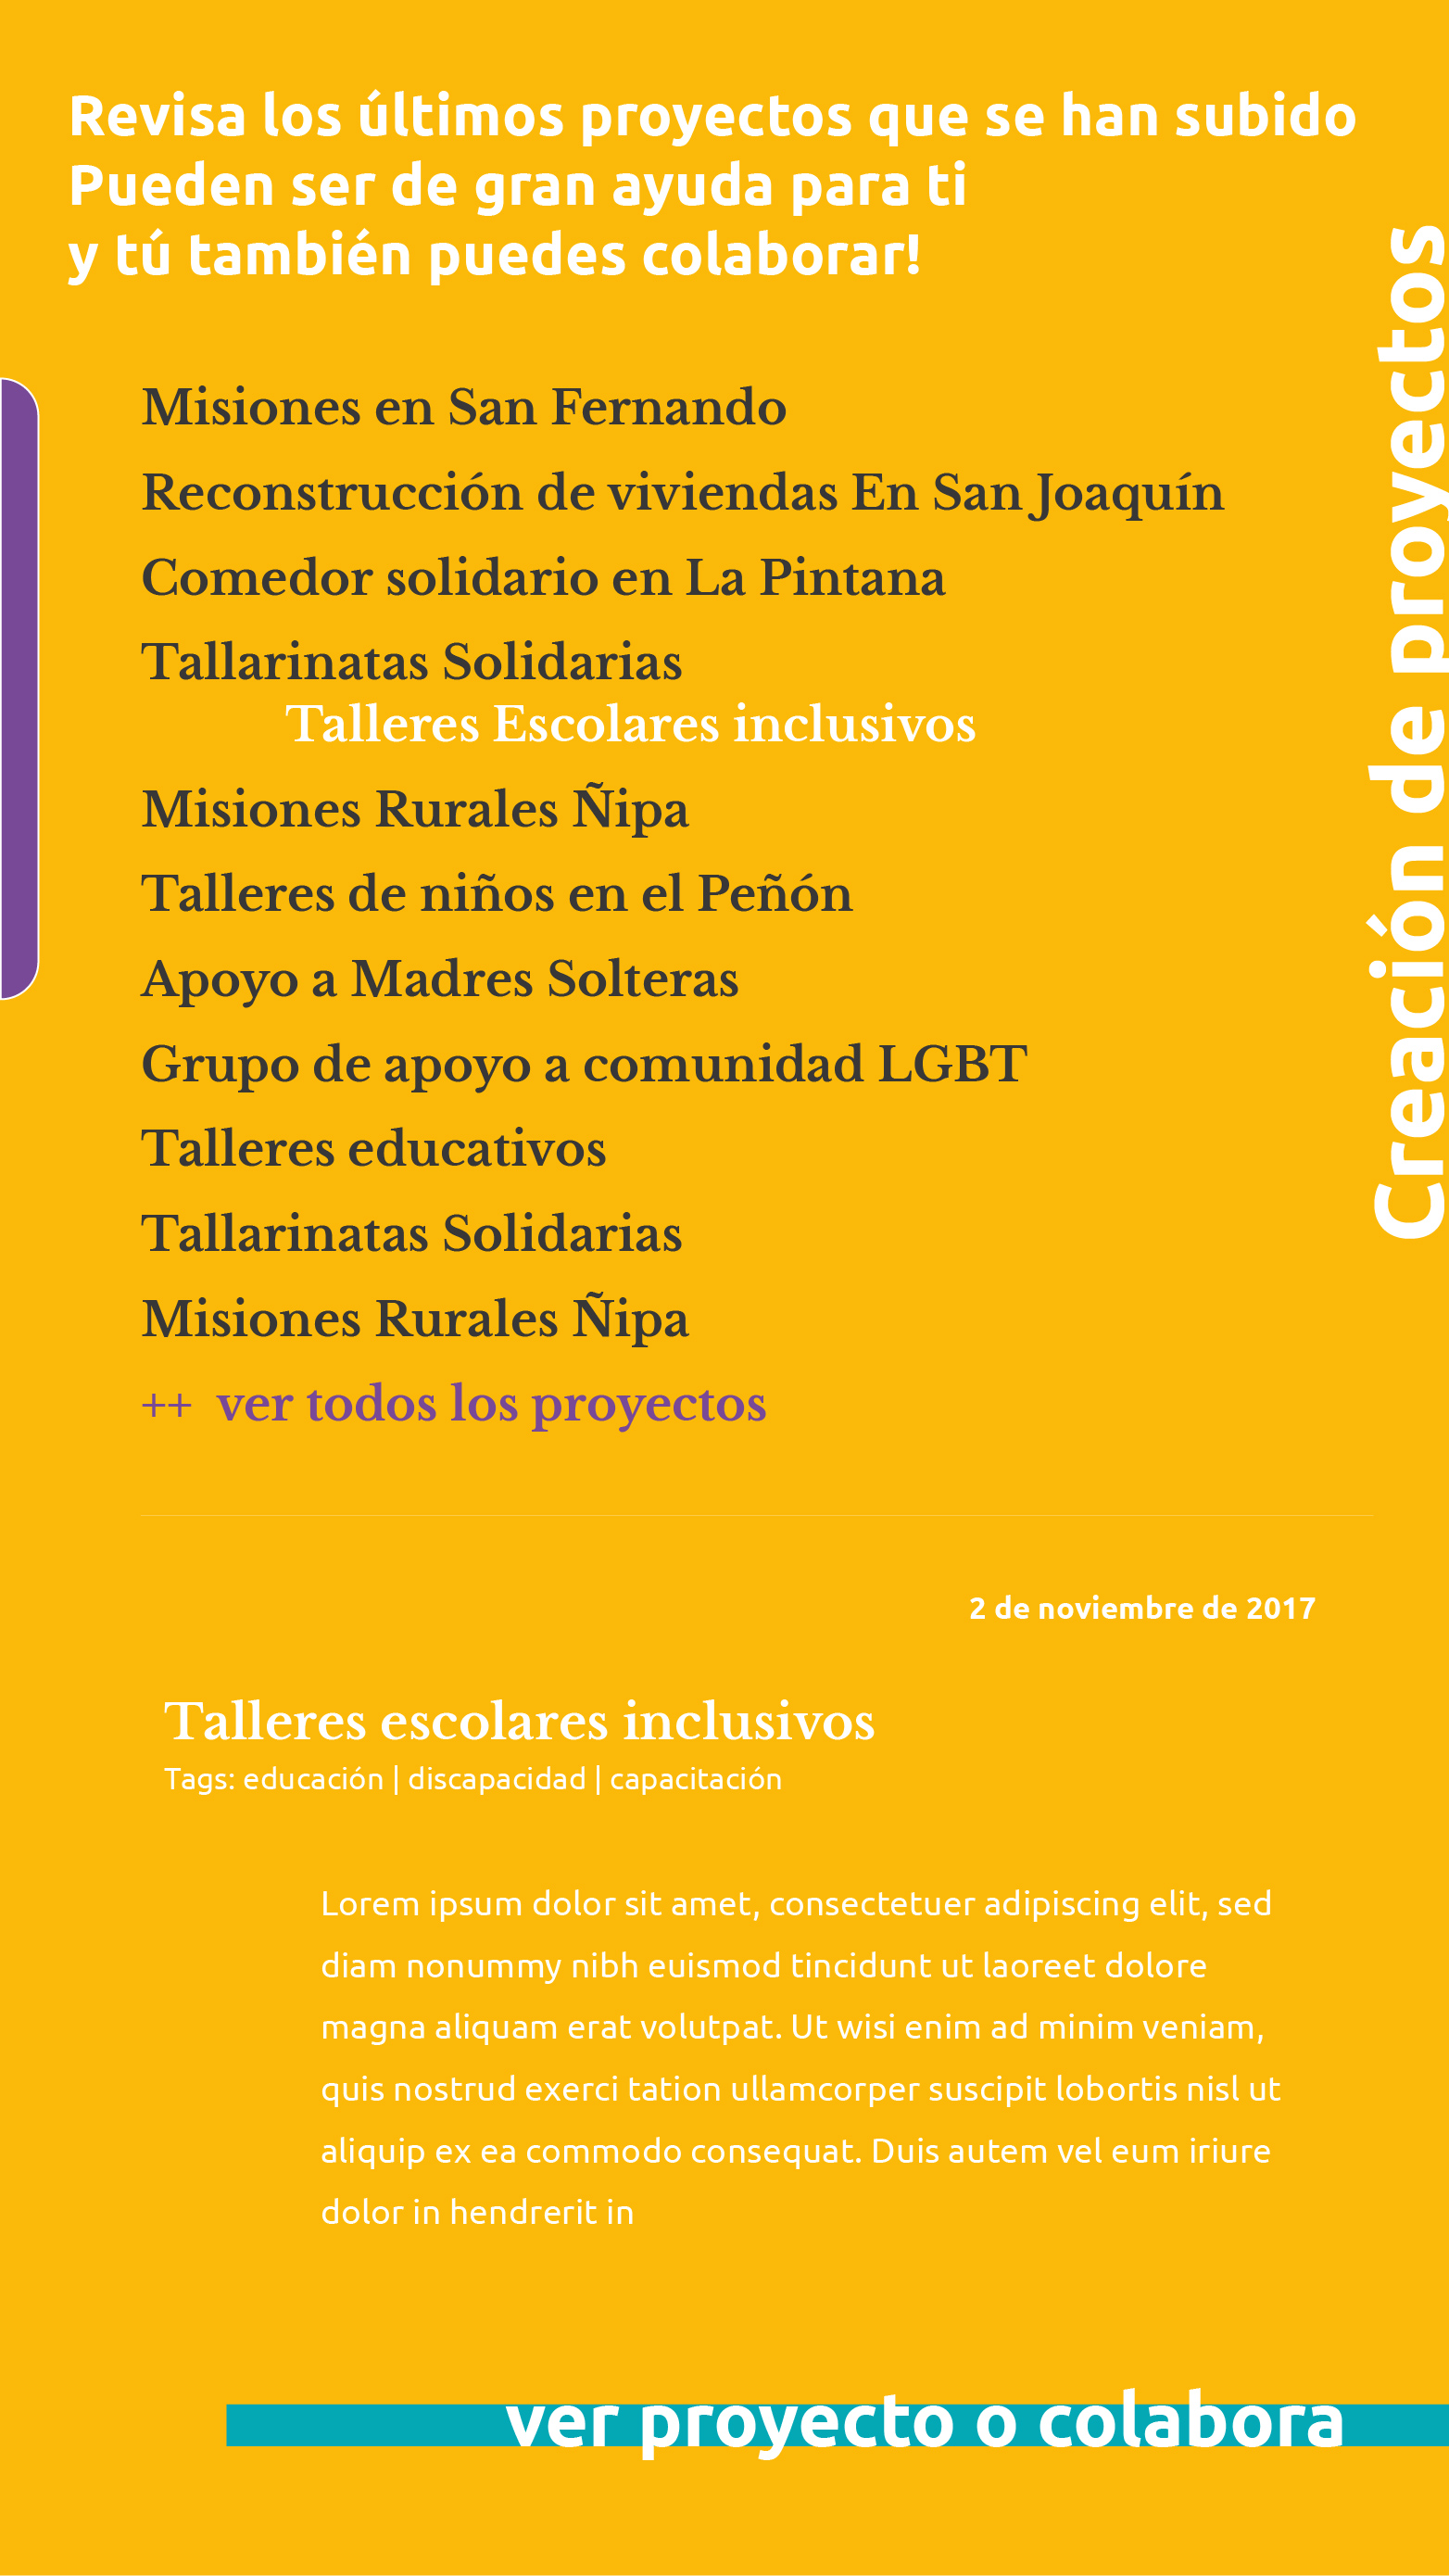 Revisa los últimos proyectos que se han subido
Pueden ser de gran ayuda para ti
y tú también puedes colaborar!
Creación de proyectos
Misiones en San Fernando
Reconstrucción de viviendas En San Joaquín
Comedor solidario en La Pintana
Tallarinatas Solidarias
Talleres Escolares inclusivos
Misiones Rurales Ñipa
Talleres de niños en el Peñón
Apoyo a Madres Solteras
Grupo de apoyo a comunidad LGBT
Talleres educativos
Tallarinatas Solidarias
Misiones Rurales Ñipa
++ ver todos los proyectos
2 de noviembre de 2017
Talleres escolares inclusivos
Tags: educación | discapacidad | capacitación
Lorem ipsum dolor sit amet, consectetuer adipiscing elit, sed
diam nonummy nibh euismod tincidunt ut laoreet dolore
magna aliquam erat volutpat. Ut wisi enim ad minim veniam,
quis nostrud exerci tation ullamcorper suscipit lobortis nisl ut
aliquip ex ea commodo consequat. Duis autem vel eum iriure
dolor in hendrerit in
ver proyecto o colabora